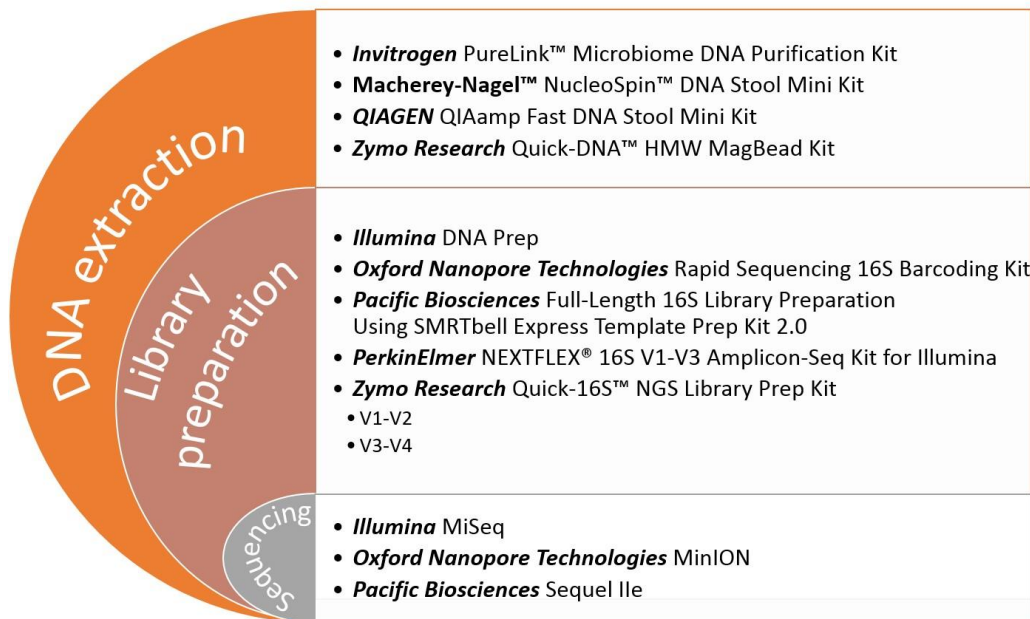 DNA extraction
• Invitrogen PureLink™ Microbiome DNA Purification Kit
• Macherey-Nagel™ NucleoSpin™ DNA Stool Mini Kit
• QIAGEN QIAamp Fast DNA Stool Mini Kit
• Zymo Research Quick-DNA™ HMW MagBead Kit
Library
preparation
• Illumina DNA Prep
• Oxford Nanopore Technologies Rapid Sequencing 16S Barcoding Kit
• Pacific Biosciences Full-Length 16S Library Preparation
Using SMRTbell Express Template Prep Kit 2.0
• PerkinElmer NEXTFLEX® 16S V1-V3 Amplicon-Seq Kit for Illumina
• Zymo Research Quick-16S™ NGS Library Prep Kit
• V1-V2
• V3-V4
Sequencing
• Illumina MiSeq
• Oxford Nanopore Technologies MinION
• Pacific Biosciences Sequel IIe